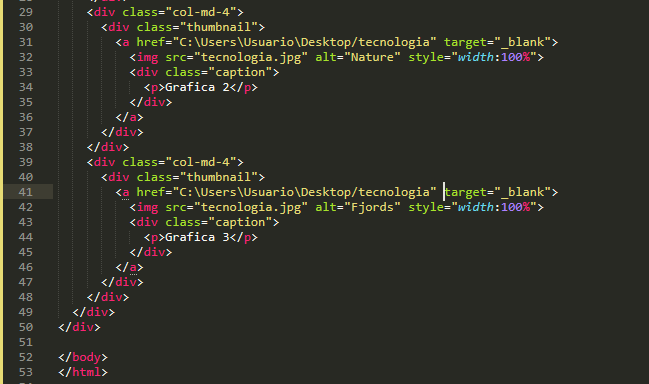 29 <div class="col-md-4">
30 <div class="thumbnail">
31 <a href="C:\Users\Usuario\Desktop/tecnologia" target="_blank">
32 <img src="tecnologia.jpg" alt="Nature" style="width:100%">
33 <div class="caption">
34 <p>Grafica 2</p>
35 </div>
36 </a>
37 </div>
38 </div>
39 <div class="col-md-4">
40 <div class="thumbnail">
41 <a href="C:\Users\Usuario\Desktop/tecnologia" target="_blank">
42 <img src="tecnologia.jpg" alt="Fjords" style="width:100%">
43 <div class="caption">
44 <p>Grafica 3</p>
45 </div>
46 </a>
47 </div>
48 </div>
49 </div>
50 </div>
51
52 </body>
53 </html>